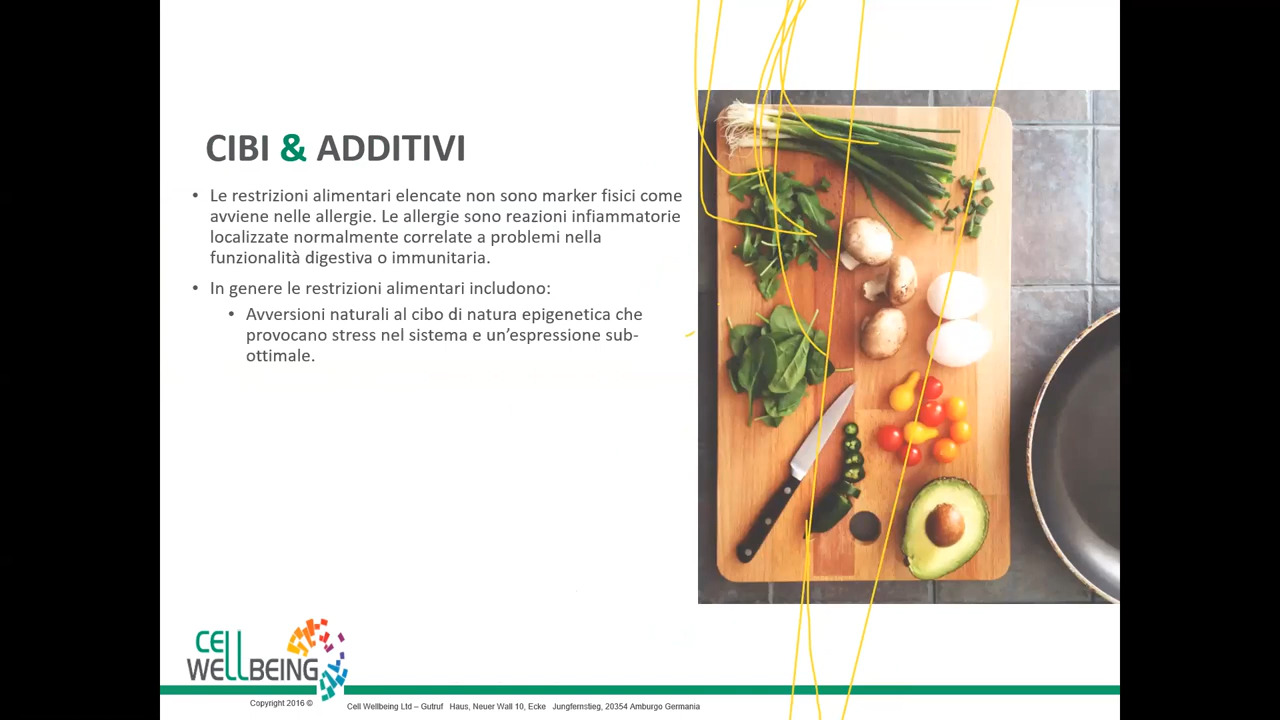 CIBI & ADDITIVI
• Le restrizioni alimentari elencate non sono marker fisici come
avviene nelle allergie. Le allergie sono reazioni infiammatorie
localizzate normalmente correlate a problemi nella
funzionalità digestiva o immunitaria.
• In genere le restrizioni alimentari includono:
• Avversioni naturali al cibo di natura epigenetica che
provocano stress nel sistema e un’espressione sub-
ottimale.
CELL
WELLBEING
Copyright 2016 ©
Cell Wellbeing Ltd – Gutruf Haus, Neuer Wall 10, Ecke Jungfernstieg, 20354 Amburgo Germania